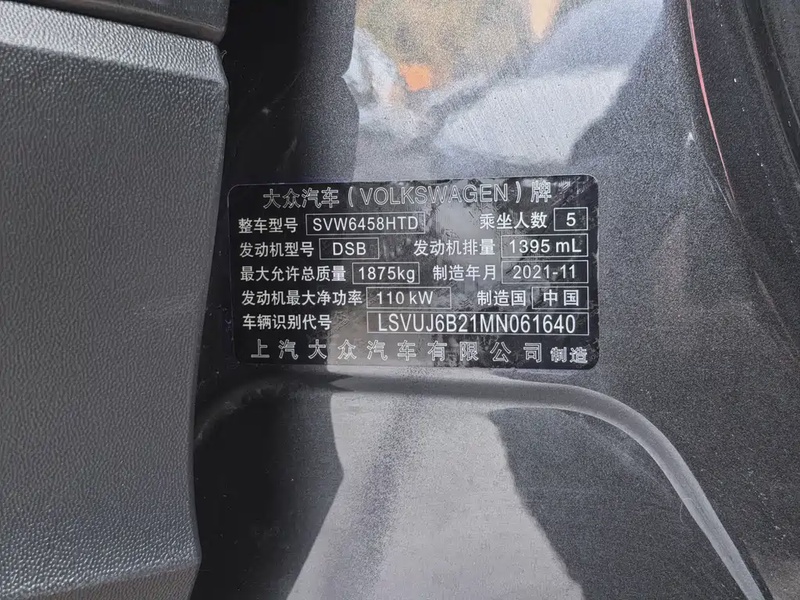 大众汽车(VOLKSWAGEN)牌
整车型号 SVW6458HTD 乘坐人数 5
发动机型号 DSB 发动机排量 1395 mL
最大允许总质量 1875kg 制造年月 2021-11
发动机最大净功率 110 kW 制造国 中国
车辆识别代号 LSVUJ6B21MN061640
上汽大众汽车有限公司 制造